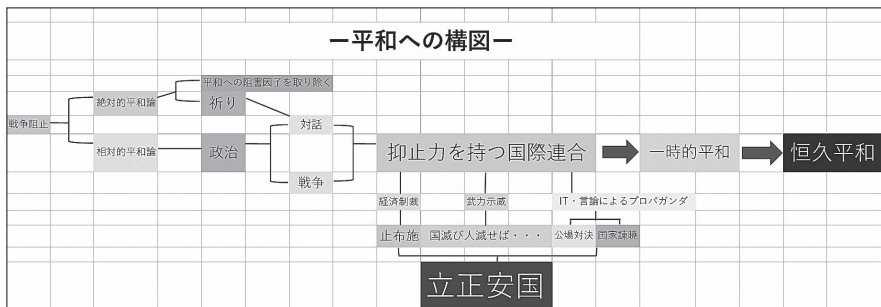 ー平和への構図ー
平和への阻害因子を取り除く
絶対的平和論
祈り
戦争阻止
対話
相対的平和論
政治
抑止力を持つ国際連合
一時的平和
恒久平和
戦争
経済制裁
武力示威
IT・言論によるプロパガンダ
止布施
国滅び人滅せば・・・
公場対決
国家諫暁
立正安国